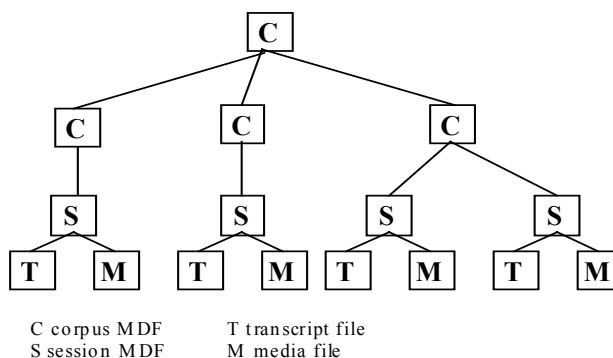 C
C C C
S S S S
T M T M T M T M
C corpus MDF T transcript file
S session MDF M media file